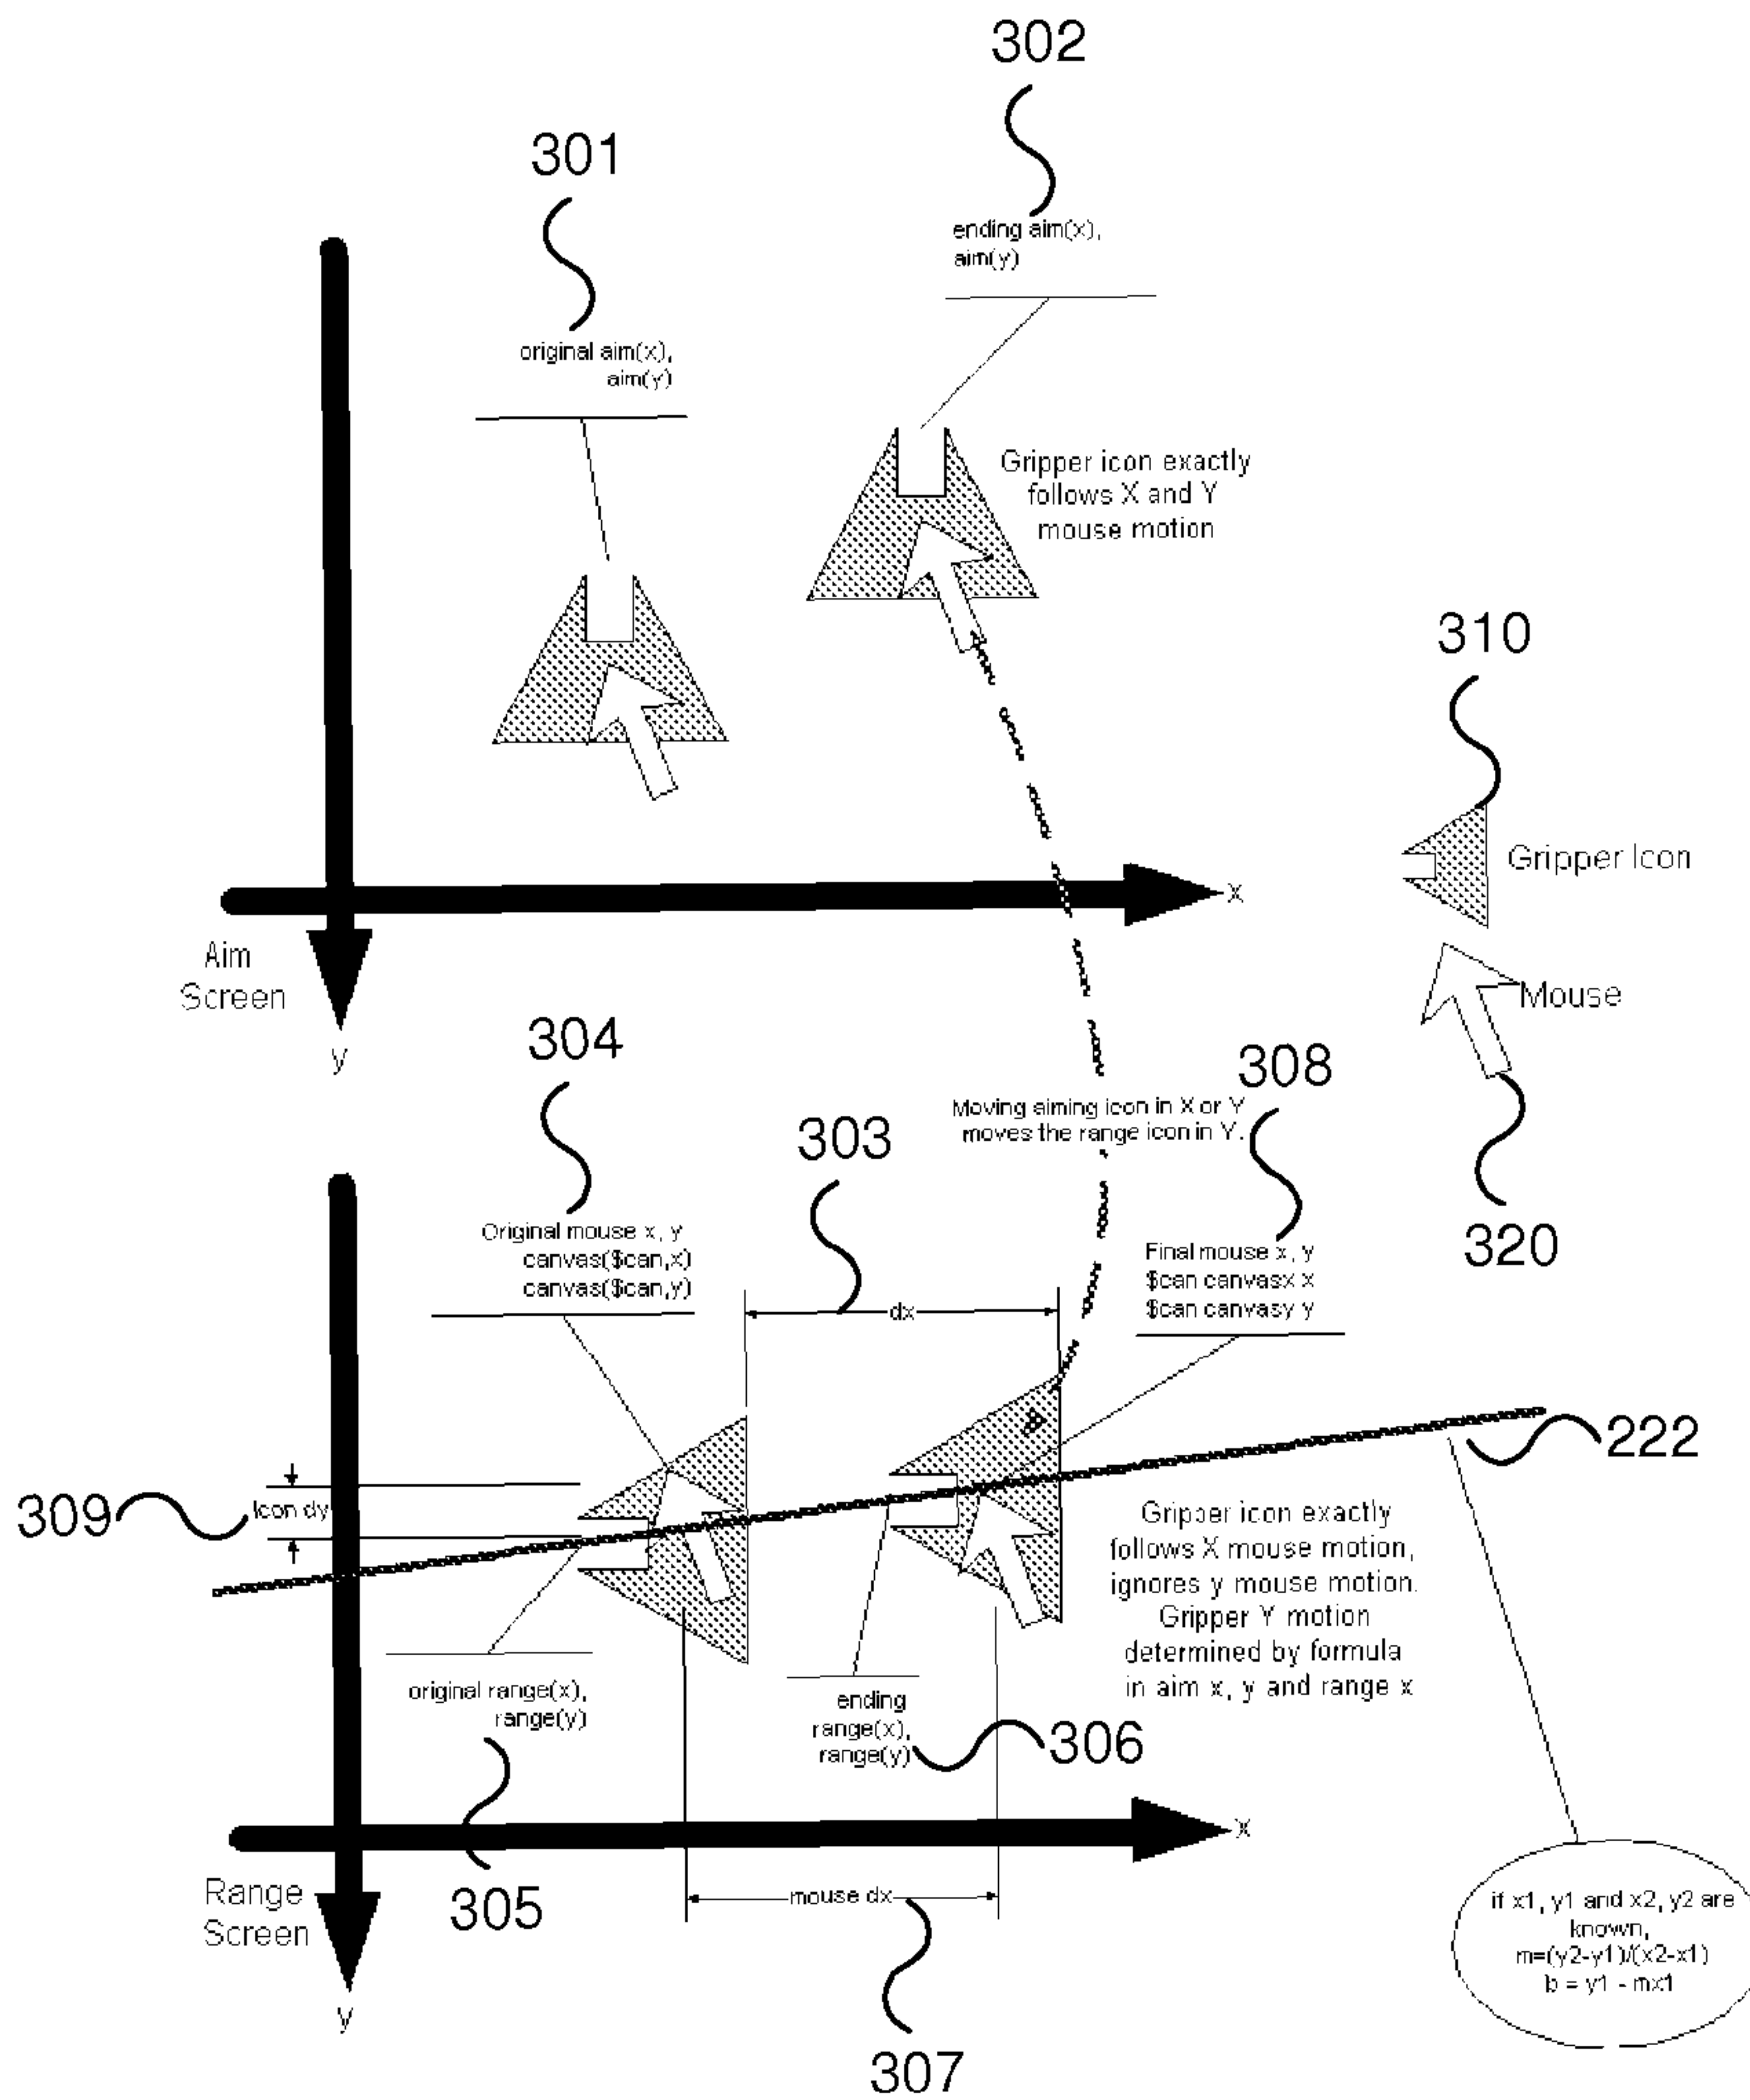 302
301
ending aim(x),
aim(y)
original aim(x),
aim(y)
Gripper icon exactly
follows X and Y
mouse motion
310
Gripper Icon
x
Aim
Screen
Mouse
y
304
308
Moving aiming icon in X or Y
moves the range icon in Y.
303
320
Original mouse x, y
canvas($can,x)
canvas($can,y)
Final mouse x, y
$can canvasx x
$can canvasy y
dx
222
309
Icon dy
Gripper icon exactly
follows X mouse motion,
ignores y mouse motion.
Gripper Y motion
determined by formula
in aim x, y and range x
original range(x),
range(y)
ending
range(x),
range(y)
306
x
Range
Screen
305
mouse dx
if x1, y1 and x2, y2 are
known,
m=(y2-y1)/(x2-x1)
b = y1 - mx1
y
307